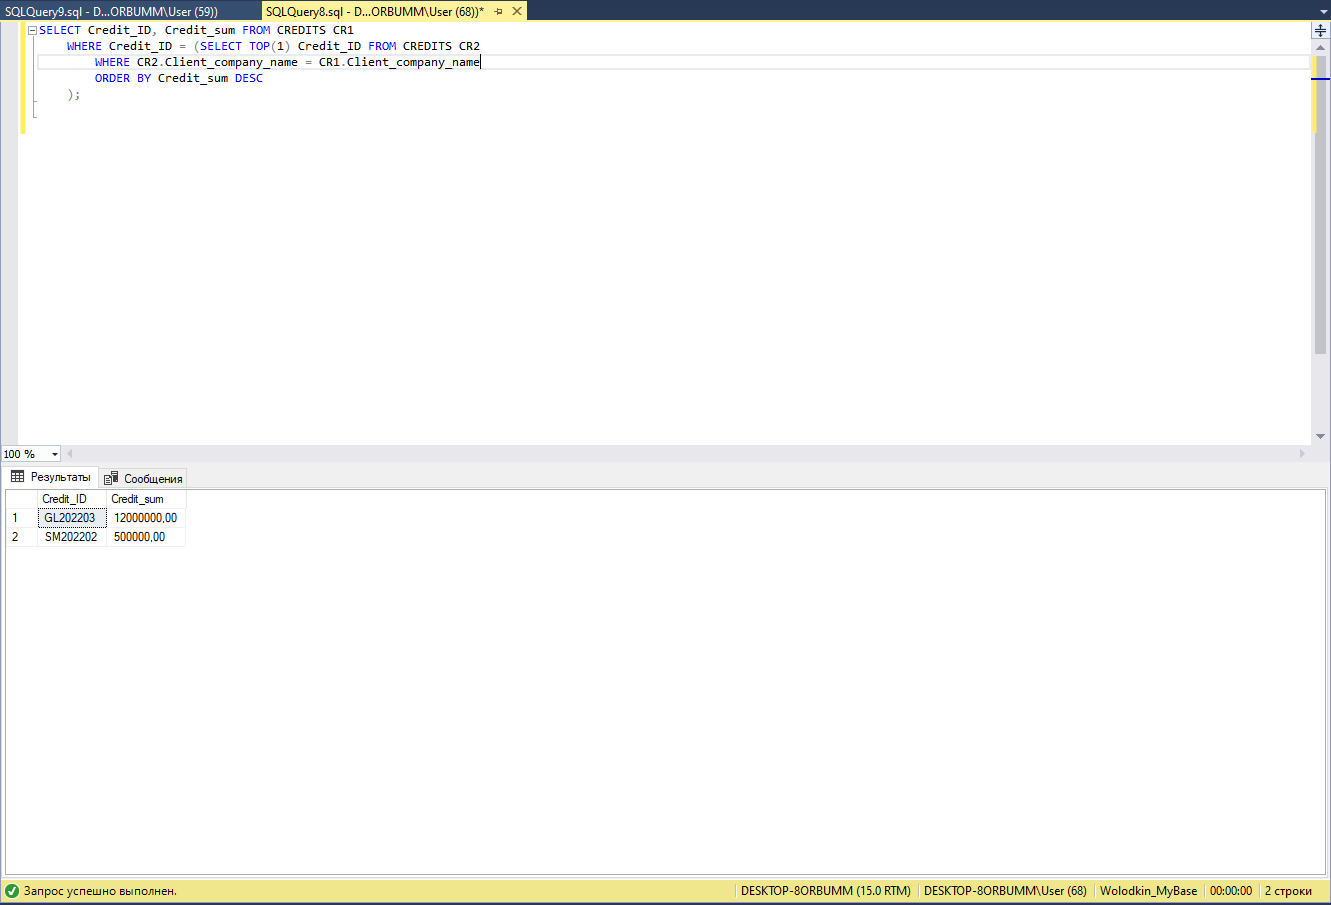 SQLQuery9.sql - D...ORBUMM\User (59))
SQLQuery8.sql - D...ORBUMM\User (68))*
SELECT Credit_ID, Credit_sum FROM CREDITS CR1
WHERE Credit_ID = (SELECT TOP(1) Credit_ID FROM CREDITS CR2
WHERE CR2.Client_company_name = CR1.Client_company_name
ORDER BY Credit_sum DESC
);
100 %
Результаты
Сообщения
Credit_ID Credit_sum
1 GL202203 12000000,00
2 SM202202 500000,00
Запрос успешно выполнен.
DESKTOP-8ORBUMM (15.0 RTM)
DESKTOP-8ORBUMM\User (68)
Wolodkin_MyBase
00:00:00
2 строки